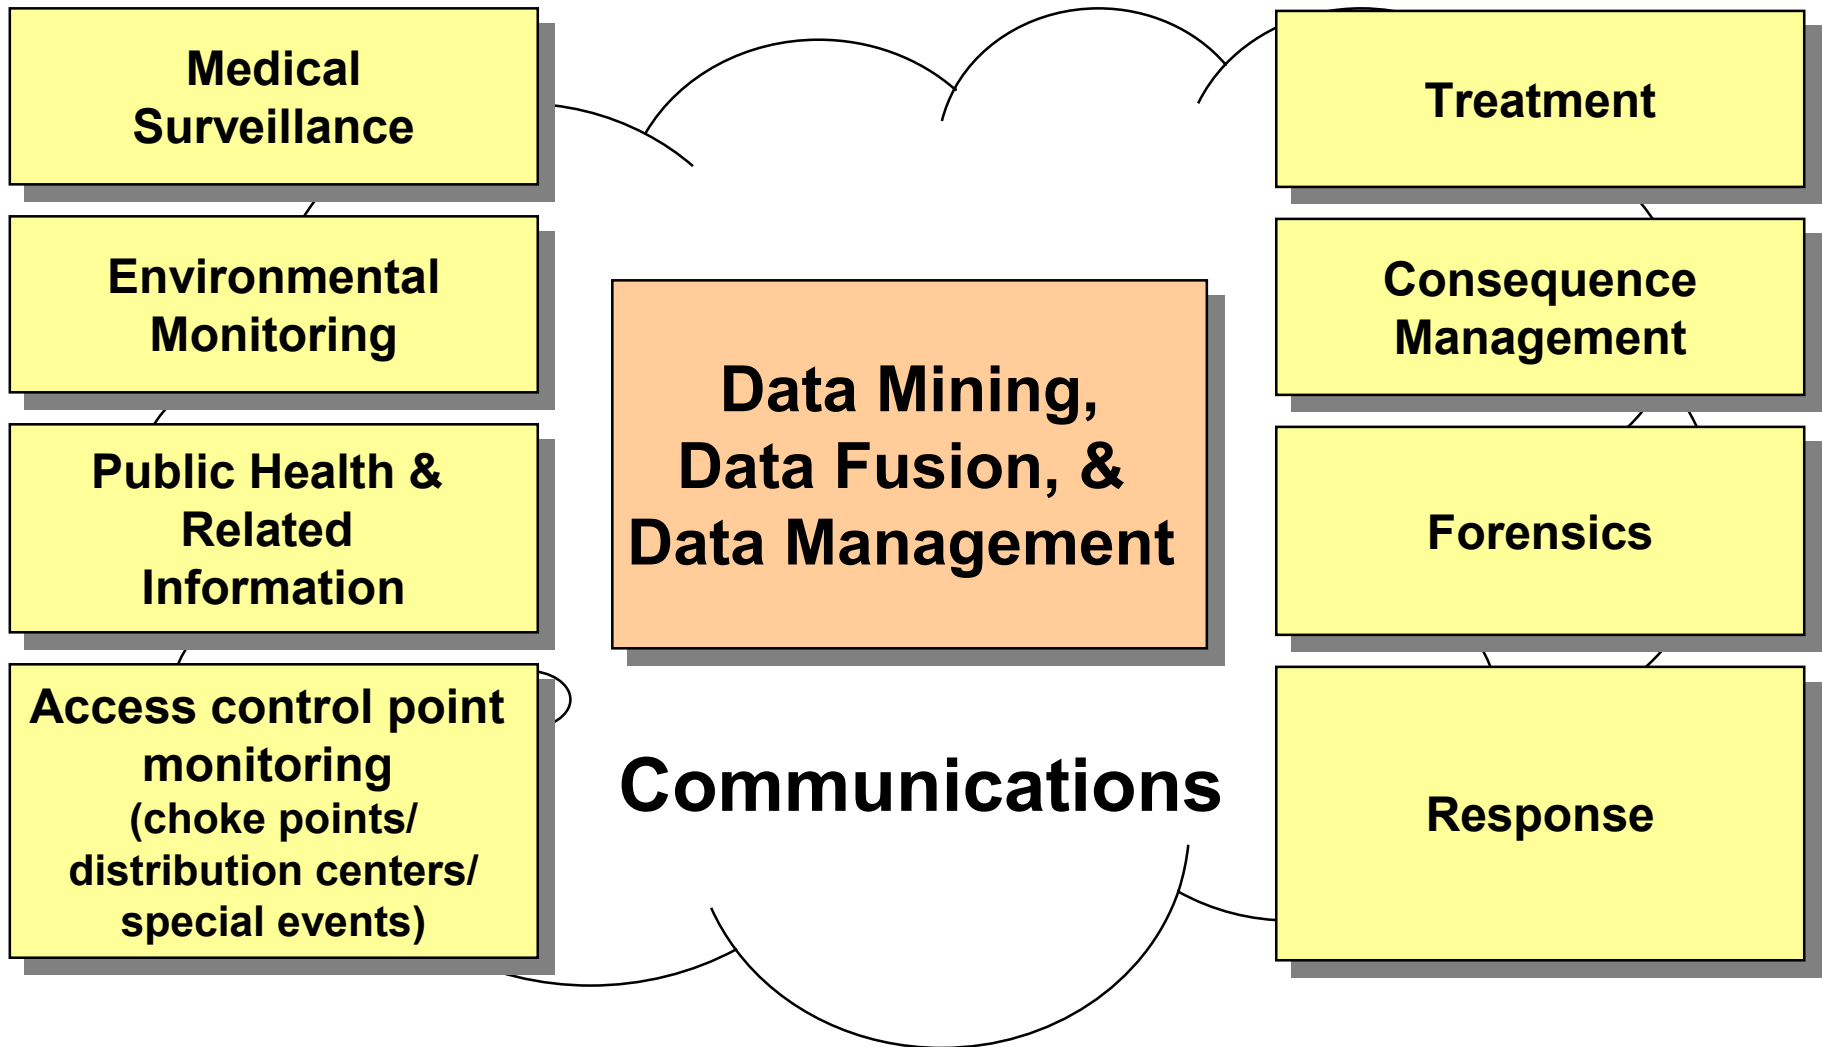 Medical
Surveillance
Environmental
Monitoring
Public Health &
Related
Information
Access control point
monitoring
(choke points/
distribution centers/
special events)
Data Mining,
Data Fusion, &
Data Management
Communications
Treatment
Consequence
Management
Forensics
Response